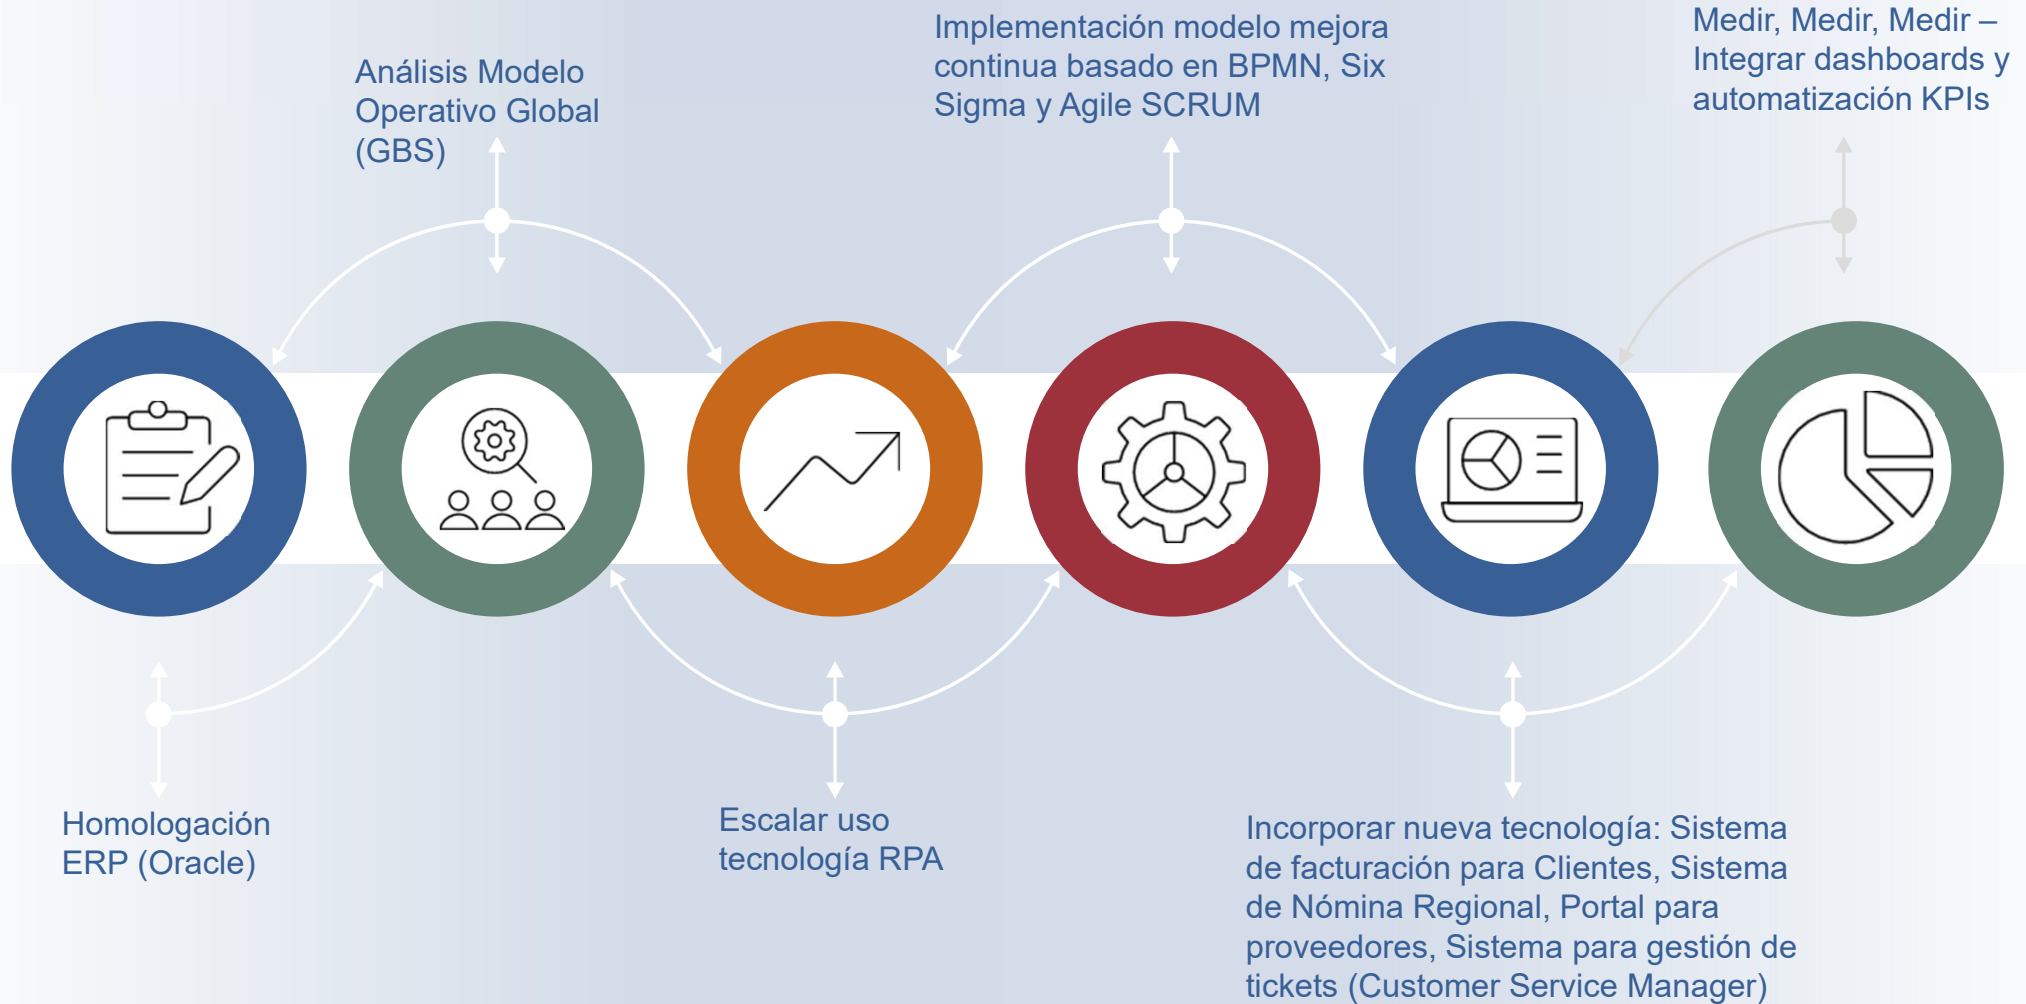 Análisis Modelo
Operativo Global
(GBS)
Implementación modelo mejora
continua basado en BPMN, Six
Sigma y Agile SCRUM
Medir, Medir, Medir –
Integrar dashboards y
automatización KPIs
Homologación
ERP (Oracle)
Escalar uso
tecnología RPA
Incorporar nueva tecnología: Sistema
de facturación para Clientes, Sistema
de Nómina Regional, Portal para
proveedores, Sistema para gestión de
tickets (Customer Service Manager)